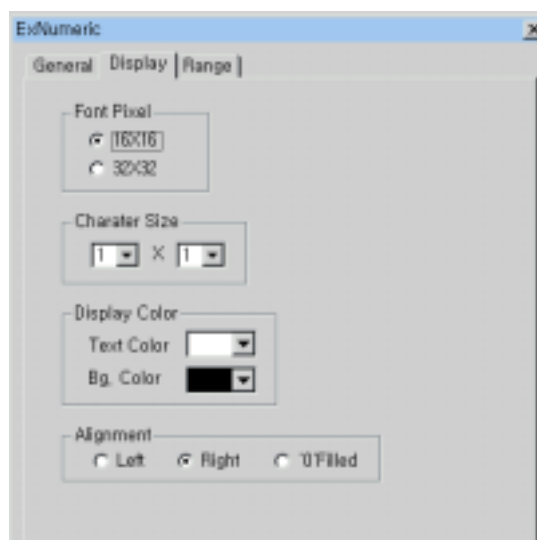 ExNumeric
General Display Range
Font Pixel
16X16
32X32
Charater Size
1 X 1
Display Color
Text Color
Bg. Color
Alignment
Left Right '0'Filled